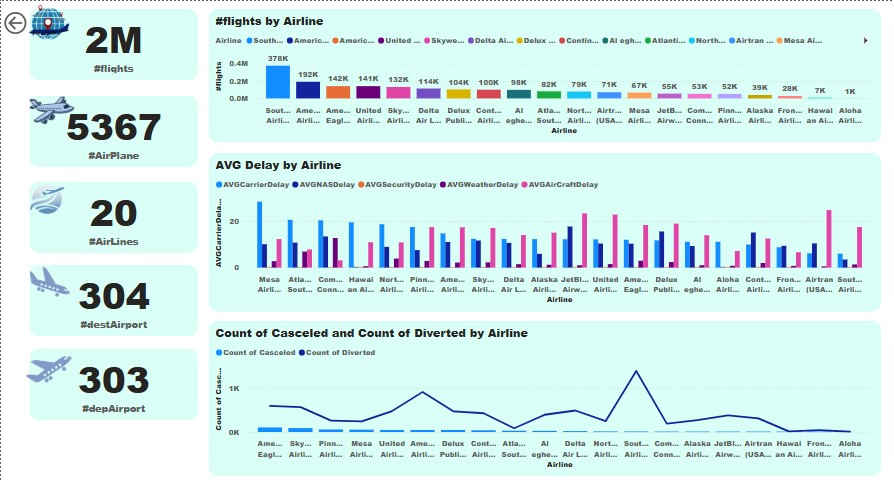 2M
#flights
5367
#AirPlane
20
#AirLines
304
#destAirport
303
#depAirport
#flights by Airline
Airline South... Americ... Americ... United ... Skywe... Delta Ai... Delux ... Contin... Al egh... Atlanti... North... Airtran ... Mesa Ai...
#flights
0.4M
0.2M
0.0M
378K 192K 142K 141K 132K 114K 104K 100K 98K 82K 79K 71K 67K 55K 53K 52K 39K 28K 7K 1K
Sout... Ame... Ame... United Sky... Delta Delux Cont... Al Atla... Nort... Airtr... Mesa JetB... Com... Pinn... Alaska Fron... Hawai Aloha
Airli... Airli... Eagl... Airli... Airli... Air L... Publi... Airli... eghe... Sout... Airli... (USA... Airli... Airw... Conn... Airli... Airli... Airli... an Ai... Airli...
Airline
AVG Delay by Airline
AVGCarrierDelay AVGNASDelay AVGSecurityDelay AVGWeatherDelay AVGAirCraftDelay
AVGCarrierDela...
20
0
Mesa Atla... Com... Hawai Nort... Pinn... Ame... Sky... Delta Alaska JetBl... United Ame... Delux Al Aloha Cont... Fron... Airtran Sout...
Airli... Sout... Conn... an Ai... Airli... Airli... Airli... Airli... Air L... Airli... Airw... Airli... Eagl... Publi... eghe... Airli... Airli... Airli... (USA... Airli...
Airline
Count of Casceled and Count of Diverted by Airline
Count of Casceled Count of Diverted
Count of Casc...
1K
0K
Ame... Sky... Pinn... Mesa United Ame... Delux Cont... Atla... Al Delta Nort... Sout... Com... Alaska JetBl... Airtran Hawai Fron... Aloha
Eagl... Airli... Airli... Airli... Airli... Airli... Publi... Airli... Sout... eghe... Air L... Airli... Airli... Conn... Airli... Airw... (USA... an Ai... Airli... Airli...
Airline